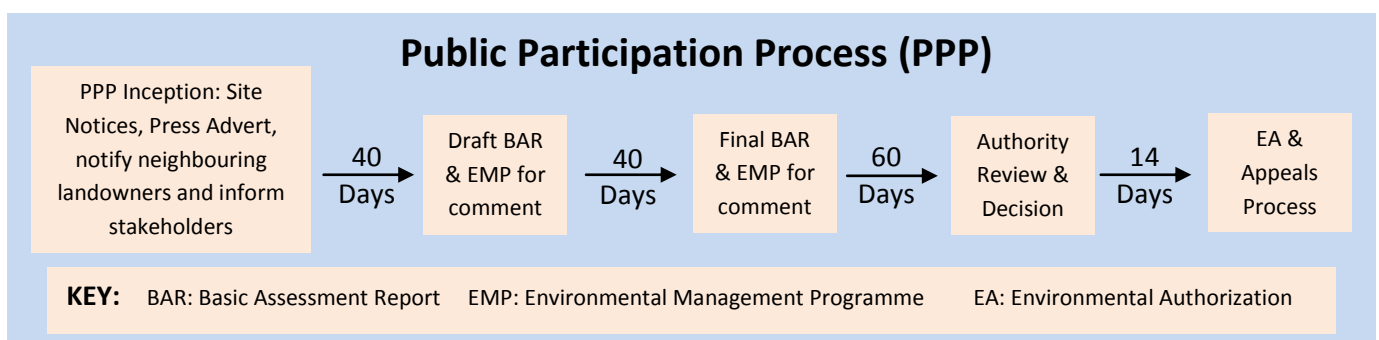 Public Participation Process (PPP)
PPP Inception: Site
Notices, Press Advert,
notify neighbouring
landowners and inform
stakeholders
40
Days
Draft BAR
& EMP for
comment
40
Days
Final BAR
& EMP for
comment
60
Days
Authority
Review &
Decision
14
Days
EA &
Appeals
Process
KEY: BAR: Basic Assessment Report EMP: Environmental Management Programme EA: Environmental Authorization